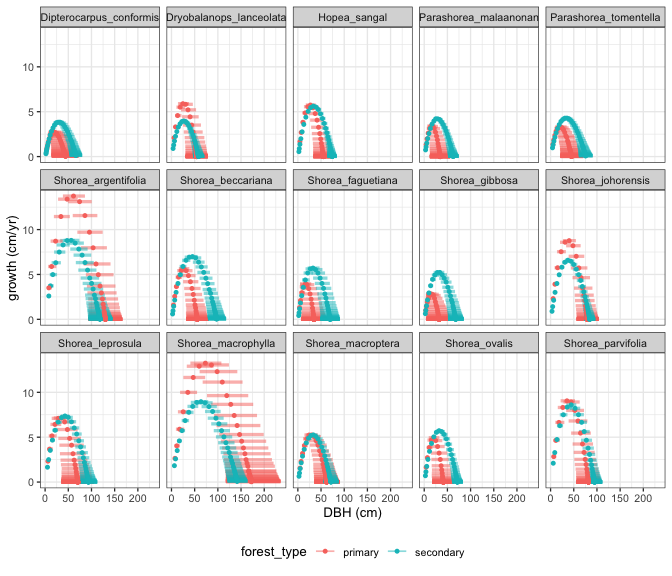 Dipterocarpus_conformis Dryobalanops_lanceolata Hopea_sangal Parashorea_malaanonan Parashorea_tomentella
10
5
0
Shorea_argentifolia Shorea_beccariana Shorea_faguetiana Shorea_gibbosa Shorea_johorensis
10
5
0
growth (cm/yr)
Shorea_leprosula Shorea_macrophylla Shorea_macroptera Shorea_ovalis Shorea_parvifolia
10
5
0
0 50 100 150 200 0 50 100 150 200 0 50 100 150 200 0 50 100 150 200 0 50 100 150 200
DBH (cm)
forest_type primary secondary